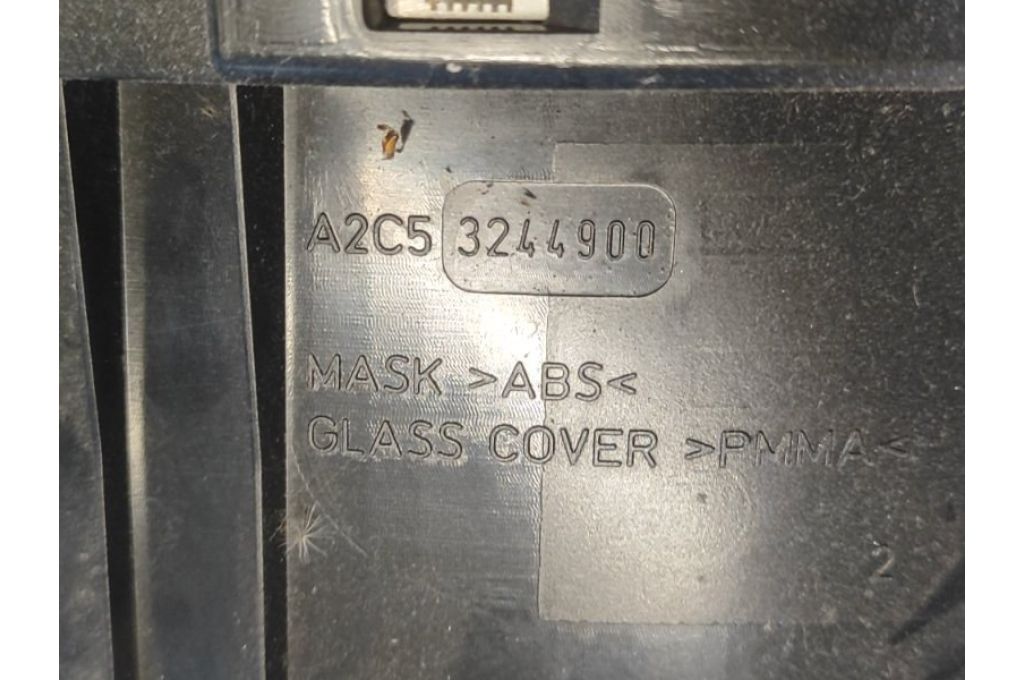 A2C5 3244900
MASK >ABS<
GLASS COVER >PMMA<
2